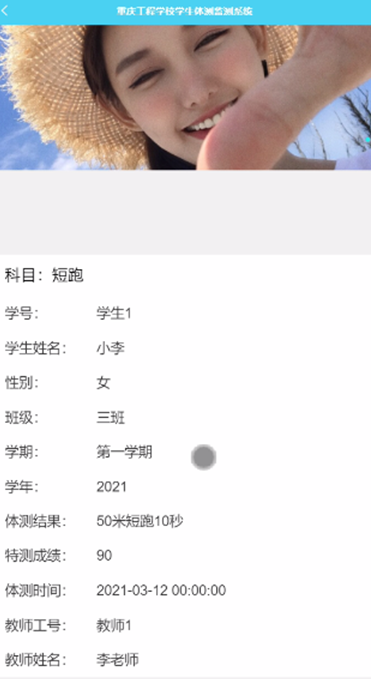 重庆工程学校学生体测监测系统
科目：短跑
学号： 学生1
学生姓名： 小李
性别： 女
班级： 三班
学期： 第一学期
学年： 2021
体测结果： 50米短跑10秒
特测成绩： 90
体测时间： 2021-03-12 00:00:00
教师工号： 教师1
教师姓名： 李老师